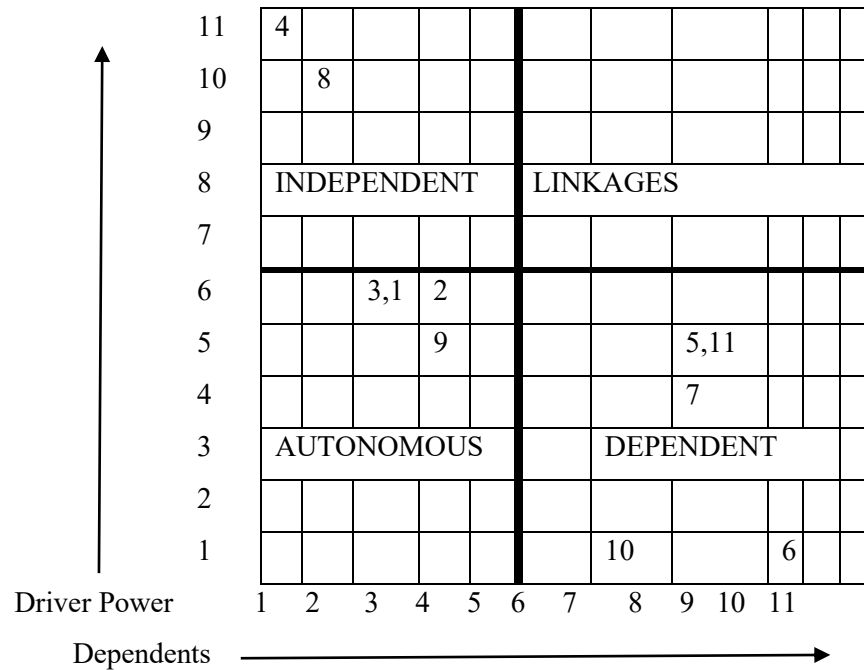 11 4
10 8
9
8 INDEPENDENT LINKAGES
7
6 3,1 2
5 9 5,11
4 7
3 AUTONOMOUS DEPENDENT
2
1 10 6
Driver Power 1 2 3 4 5 6 7 8 9 10 11
Dependents